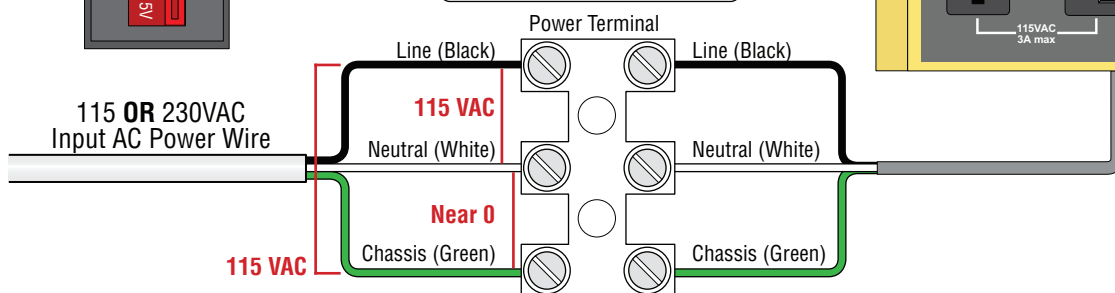 5V
115VAC
3A max
Power Terminal
Line (Black)
Line (Black)
115 VAC
115 OR 230VAC
Input AC Power Wire
Neutral (White)
Neutral (White)
Near 0
Chassis (Green)
Chassis (Green)
115 VAC